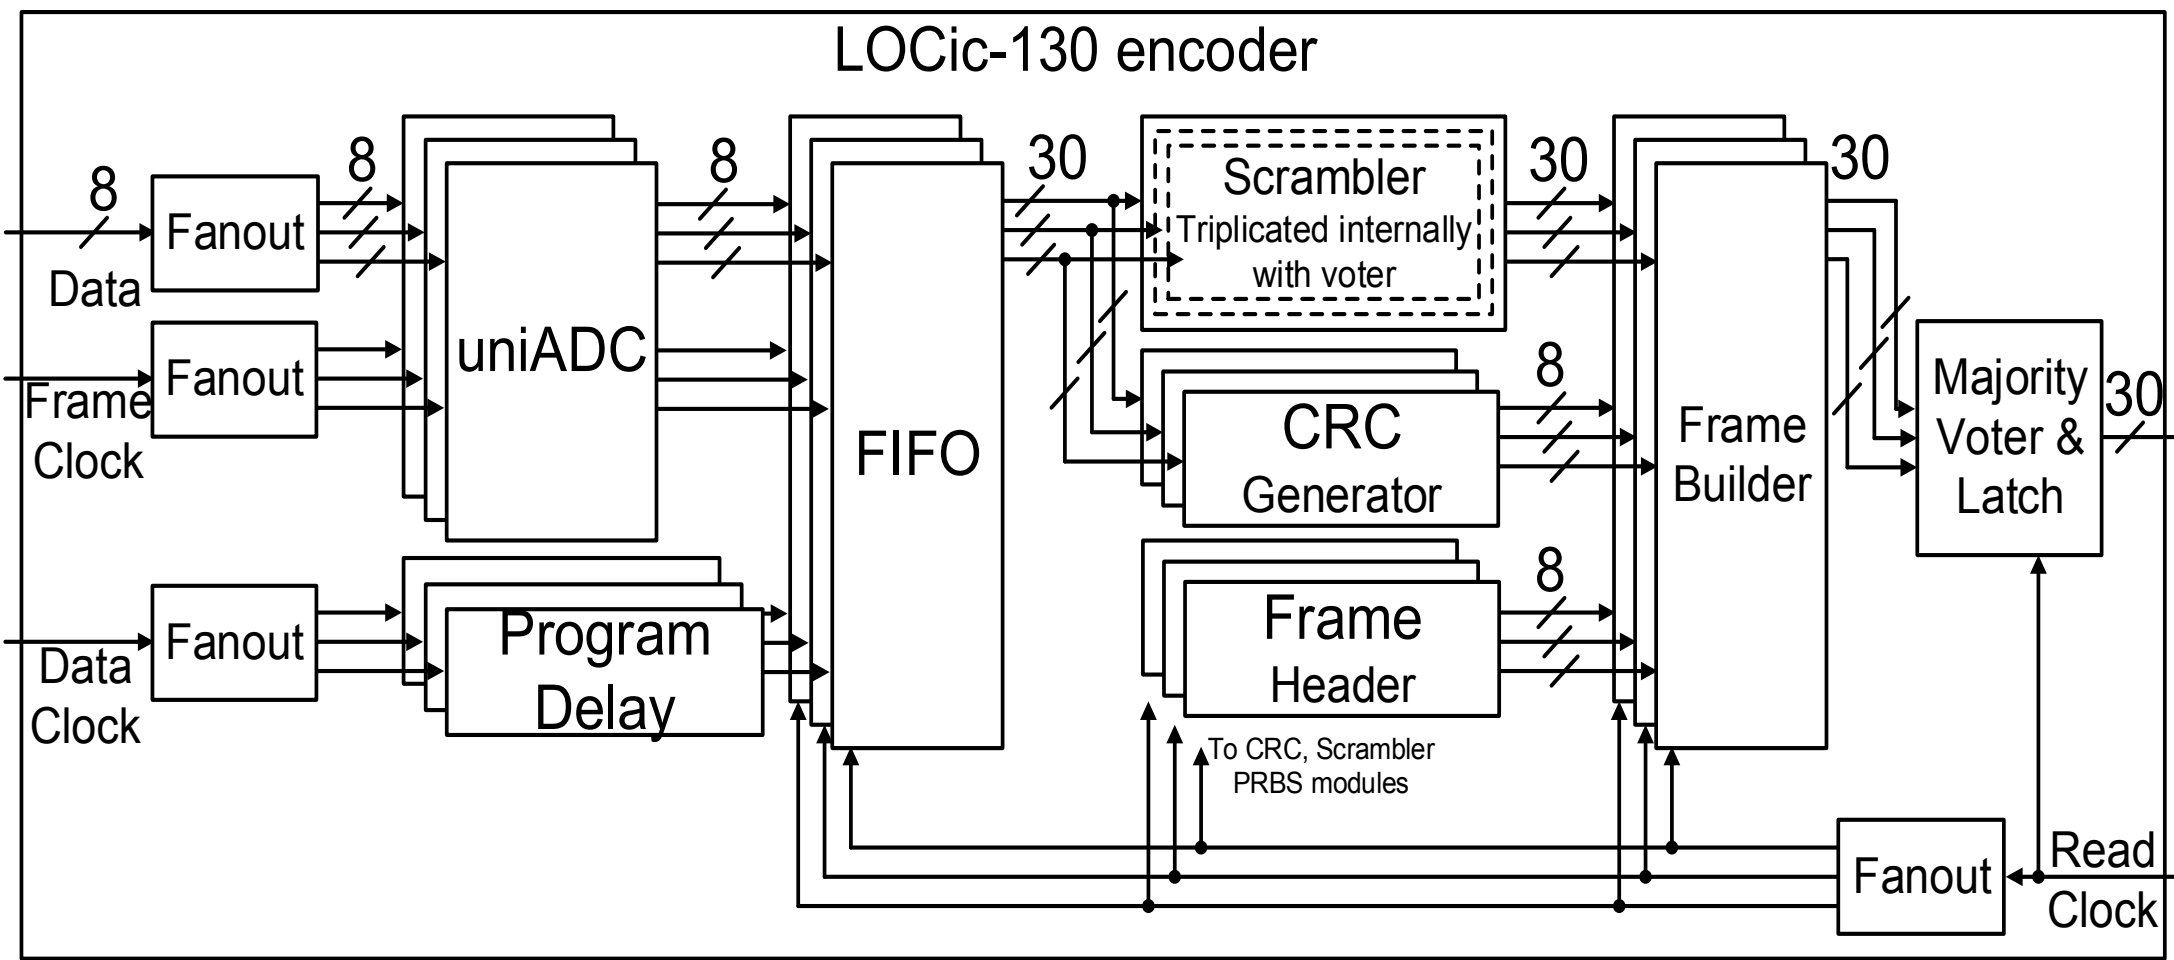 LOCic-130 encoder
8
8
8
30
30
30
Fanout
Data
uniADC
FIFO
Scrambler
Triplicated internally
with voter
Fanout
Frame
Clock
8
CRC
Generator
Frame
Builder
Majority
Voter &
Latch
30
Fanout
Data
Clock
Program
Delay
8
Frame
Header
To CRC, Scrambler
PRBS modules
Fanout
Read
Clock